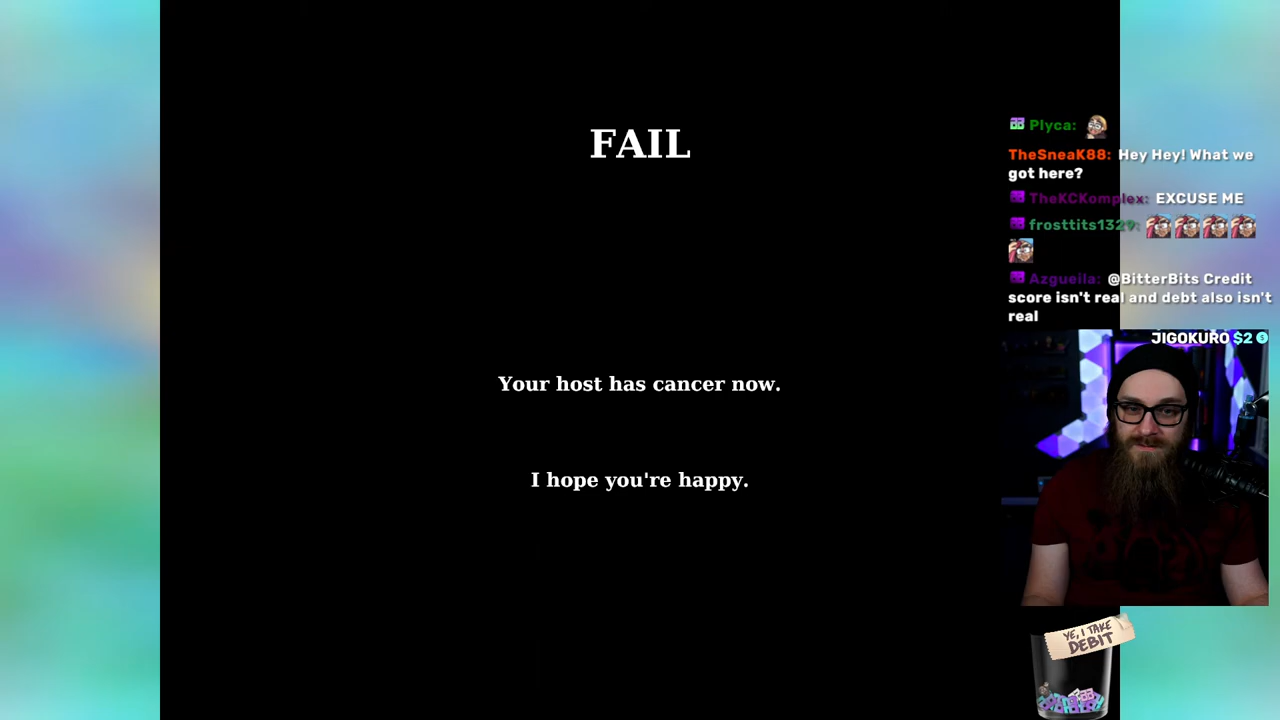 FAIL
Your host has cancer now.
I hope you're happy.
Plyca:
TheSneaK88: Hey Hey! What we
got here?
TheKCKomplex: EXCUSE ME
frosttits1329:
Azgueila: @BitterBits Credit
score isn't real and debt also isn't
real
JIGOKURO $2
YE, I TAKE
DEBIT